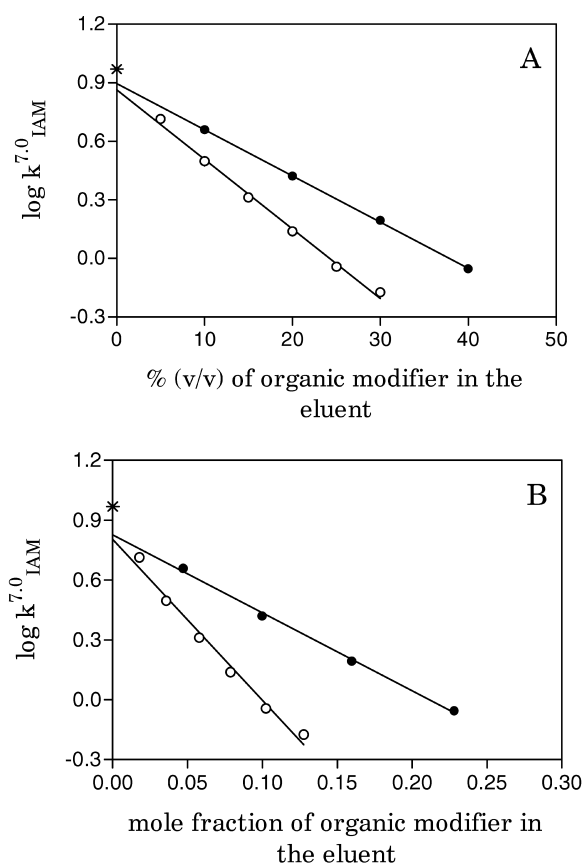 1.2
A
0.9
0.6
0.3
0.0
-0.3
log k^7.0_IAM
0 10 20 30 40 50
% (v/v) of organic modifier in the
eluent
1.2
B
0.9
0.6
0.3
0.0
-0.3
log k^7.0_IAM
0.00 0.05 0.10 0.15 0.20 0.25 0.30
mole fraction of organic modifier in
the eluent